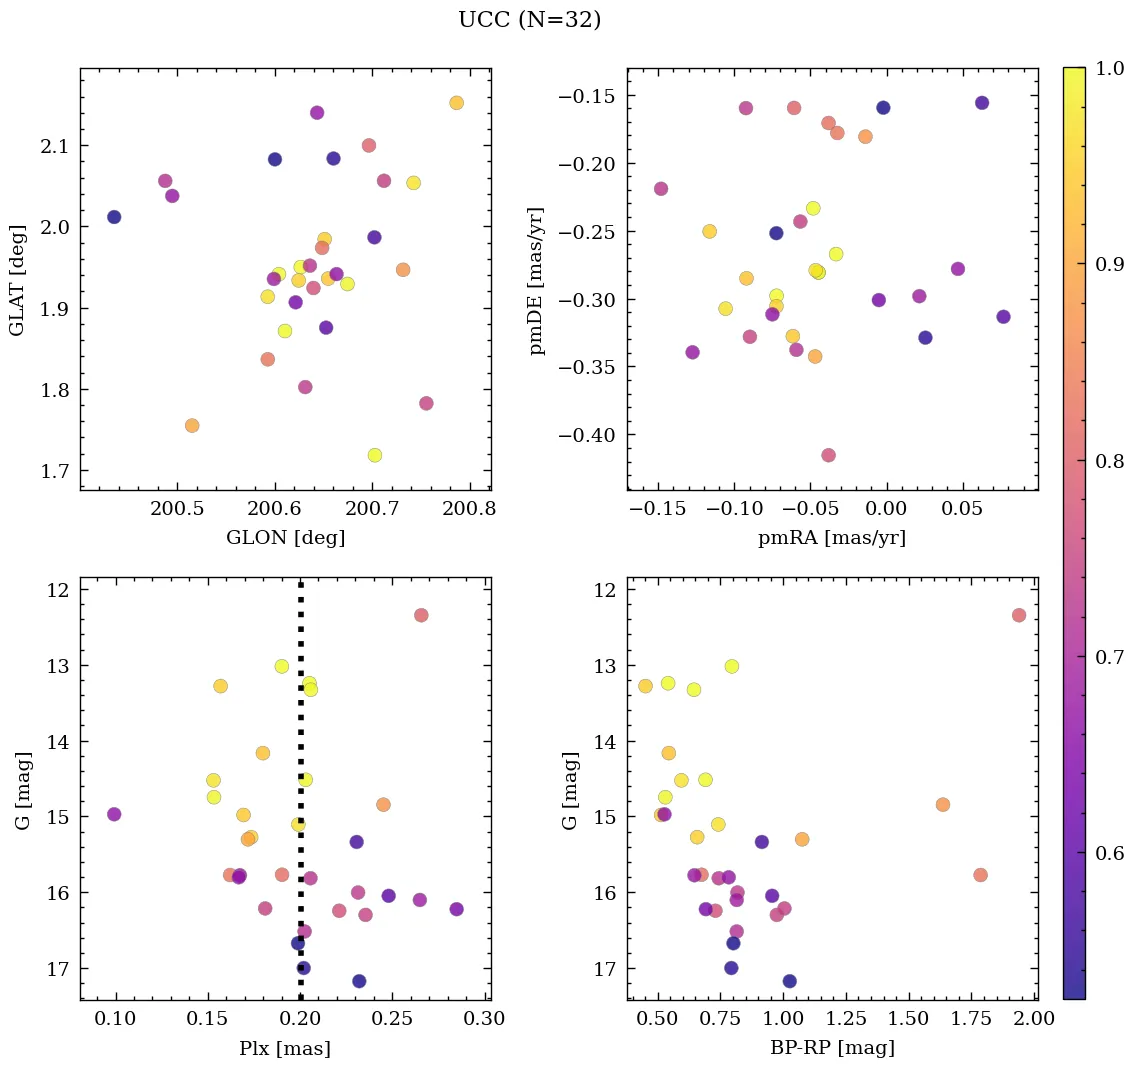 UCC (N=32)
2.1
2.0
1.9
1.8
1.7
GLAT [deg]
200.5 200.6 200.7 200.8
GLON [deg]
−0.15
−0.20
−0.25
−0.30
−0.35
−0.40
pmDE [mas/yr]
−0.15 −0.10 −0.05 0.00 0.05
pmRA [mas/yr]
1.0
0.9
0.8
0.7
0.6
12
13
14
15
16
17
G [mag]
0.10 0.15 0.20 0.25 0.30
Plx [mas]
12
13
14
15
16
17
G [mag]
0.50 0.75 1.00 1.25 1.50 1.75 2.00
BP-RP [mag]